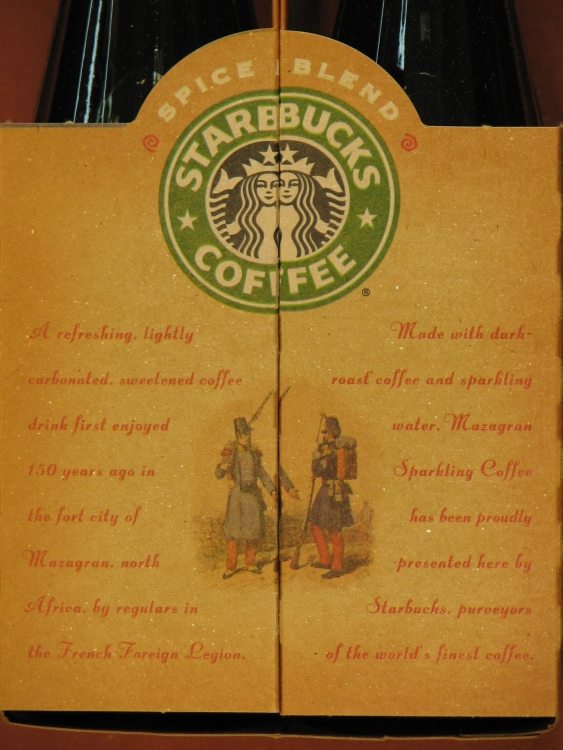 SPICE BLEND
STARBUCKS
COFFEE
®
A refreshing, lightly
carbonated, sweetened coffee
drink first enjoyed
150 years ago in
the fort city of
Mazagran, north
Africa, by regulars in
the French Foreign Legion.
Made with dark-
roast coffee and sparkling
water, Mazagran
Sparkling Coffee
has been proudly
presented here by
Starbucks, purveyors
of the world's finest coffee.